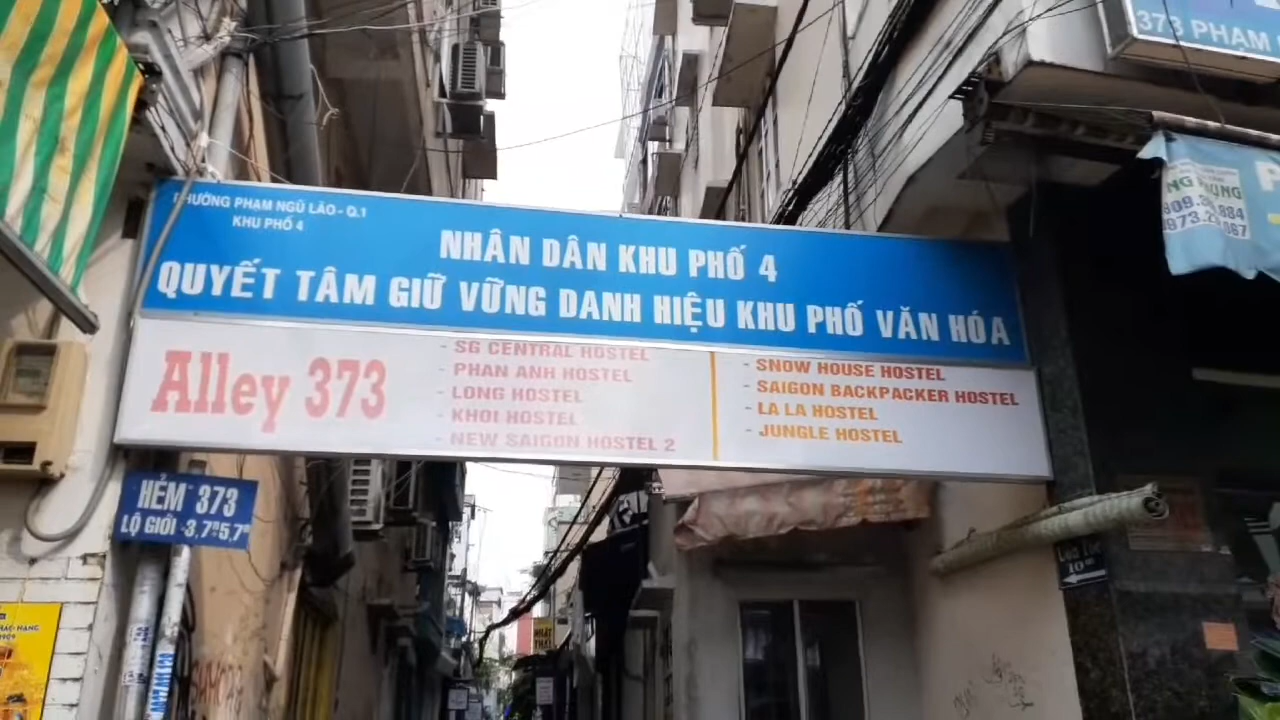 373 PHẠM
PHƯỜNG PHẠM NGŨ LÃO - Q.1
KHU PHỐ 4
NHÂN DÂN KHU PHỐ 4
QUYẾT TÂM GIỮ VỮNG DANH HIỆU KHU PHỐ VĂN HÓA
Alley 373
- SG CENTRAL HOSTEL
- PHAN ANH HOSTEL
- LONG HOSTEL
- KHOI HOSTEL
- NEW SAIGON HOSTEL 2
- SNOW HOUSE HOSTEL
- SAIGON BACKPACKER HOSTEL
- LA LA HOSTEL
- JUNGLE HOSTEL
HẺM 373
LỘ GIỚI -3,7m5,7m